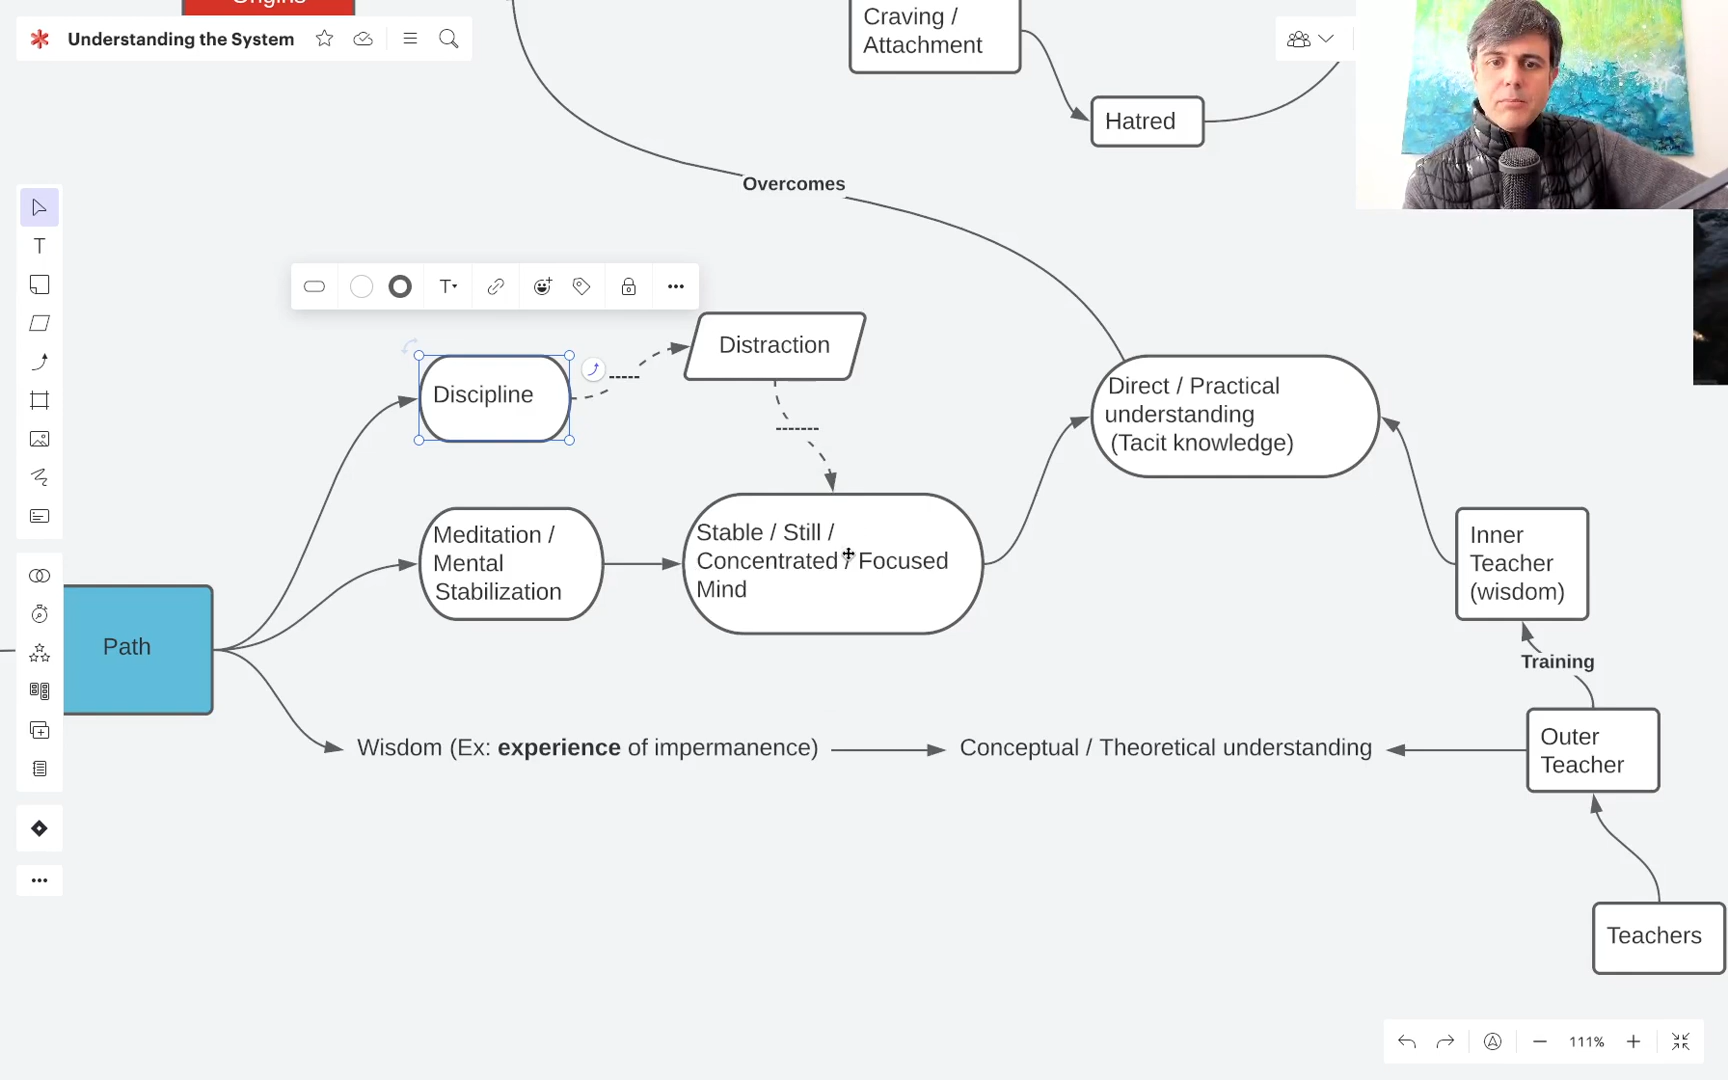 Origins
Understanding the System
Craving /
Attachment
Hatred
Overcomes
T
T
Distraction
Discipline
-----
-------
Direct / Practical
understanding
(Tacit knowledge)
Meditation /
Mental
Stabilization
Stable / Still /
Concentrated / Focused
Mind
Inner
Teacher
(wisdom)
Path
Training
Wisdom (Ex: experience of impermanence)
Conceptual / Theoretical understanding
Outer
Teacher
Teachers
111%